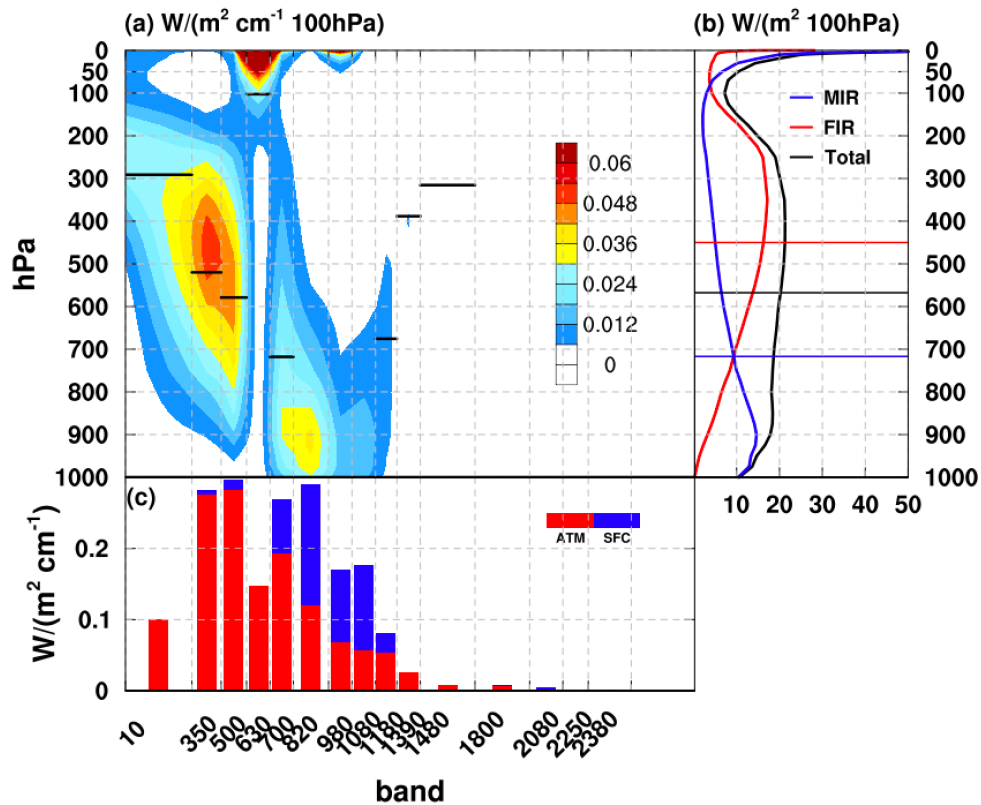 (a) W/(m² cm⁻¹ 100hPa)
(b) W/(m² 100hPa)
hPa
0
50
100
200
300
400
500
600
700
800
900
1000
0.06
0.048
0.036
0.024
0.012
0
MIR
FIR
Total
0
50
100
200
300
400
500
600
700
800
900
1000
10 20 30 40 50
(c)
ATM SFC
W/(m² cm⁻¹)
0.2
0.1
0
10 350 500 630 700 820 980 1080 1180 1390 1480 1800 2080 2250 2380
band